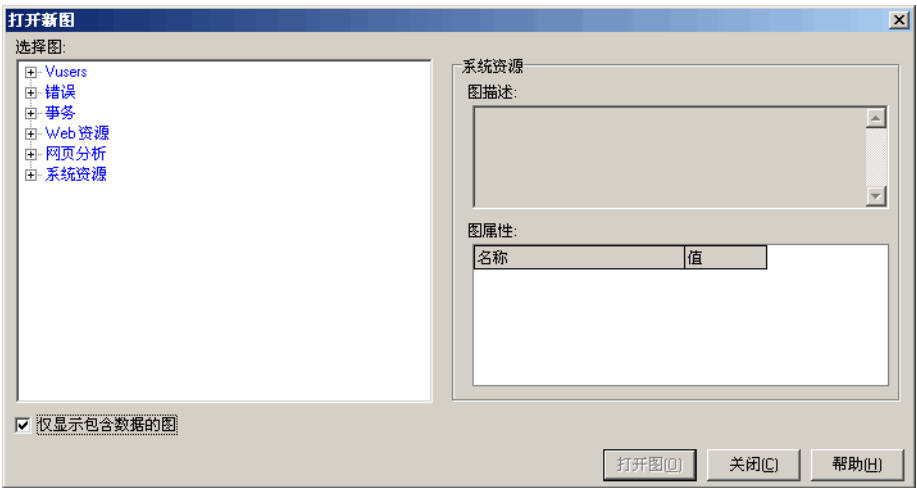 打开新图
选择图:
Vusers
错误
事务
Web 资源
网页分析
系统资源
系统资源
图描述:
图属性:
名称 值
仅显示包含数据的图
打开图(O) 关闭(C) 帮助(H)